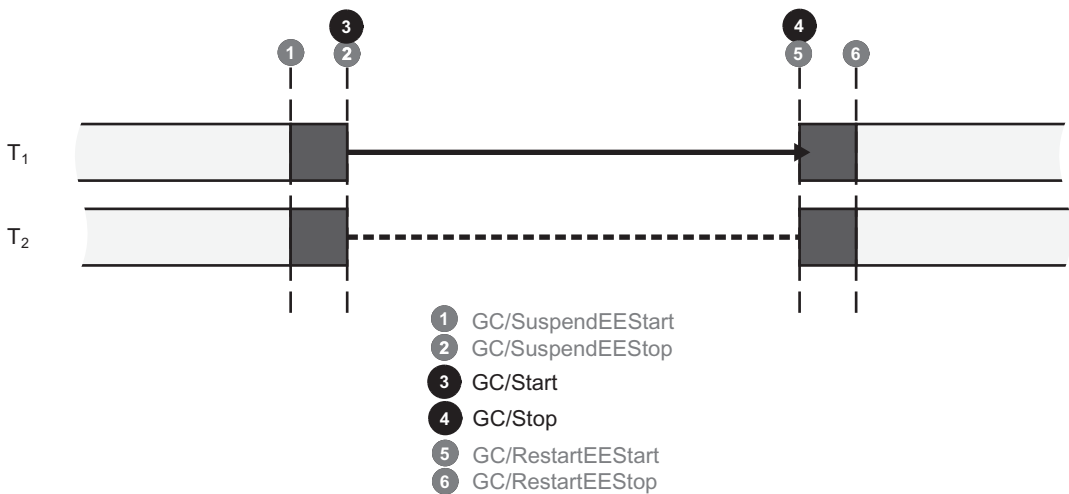 3
4
1
2
5
6
T₁
T₂
1 GC/SuspendEEStart
2 GC/SuspendEEStop
3 GC/Start
4 GC/Stop
5 GC/RestartEEStart
6 GC/RestartEEStop